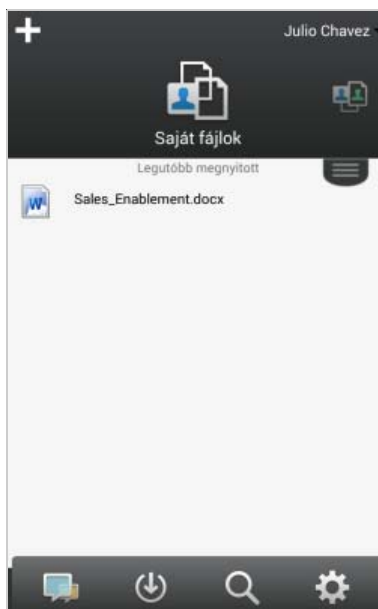 Julio Chavez
Saját fájlok
Legutóbb megnyitott
Sales_Enablement.docx